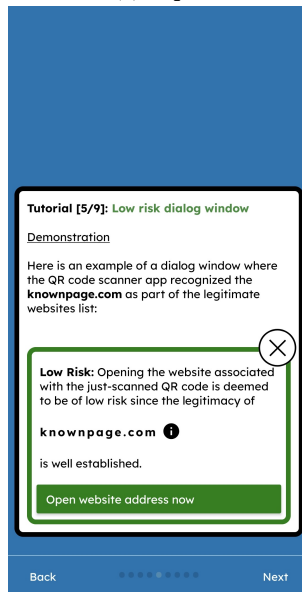 Tutorial [5/9]: Low risk dialog window
Demonstration
Here is an example of a dialog window where
the QR code scanner app recognized the
knownpage.com as part of the legitimate
websites list:
Low Risk: Opening the website associated
with the just-scanned QR code is deemed
to be of low risk since the legitimacy of
knownpage.com i
is well established.
Open website address now
Back Next